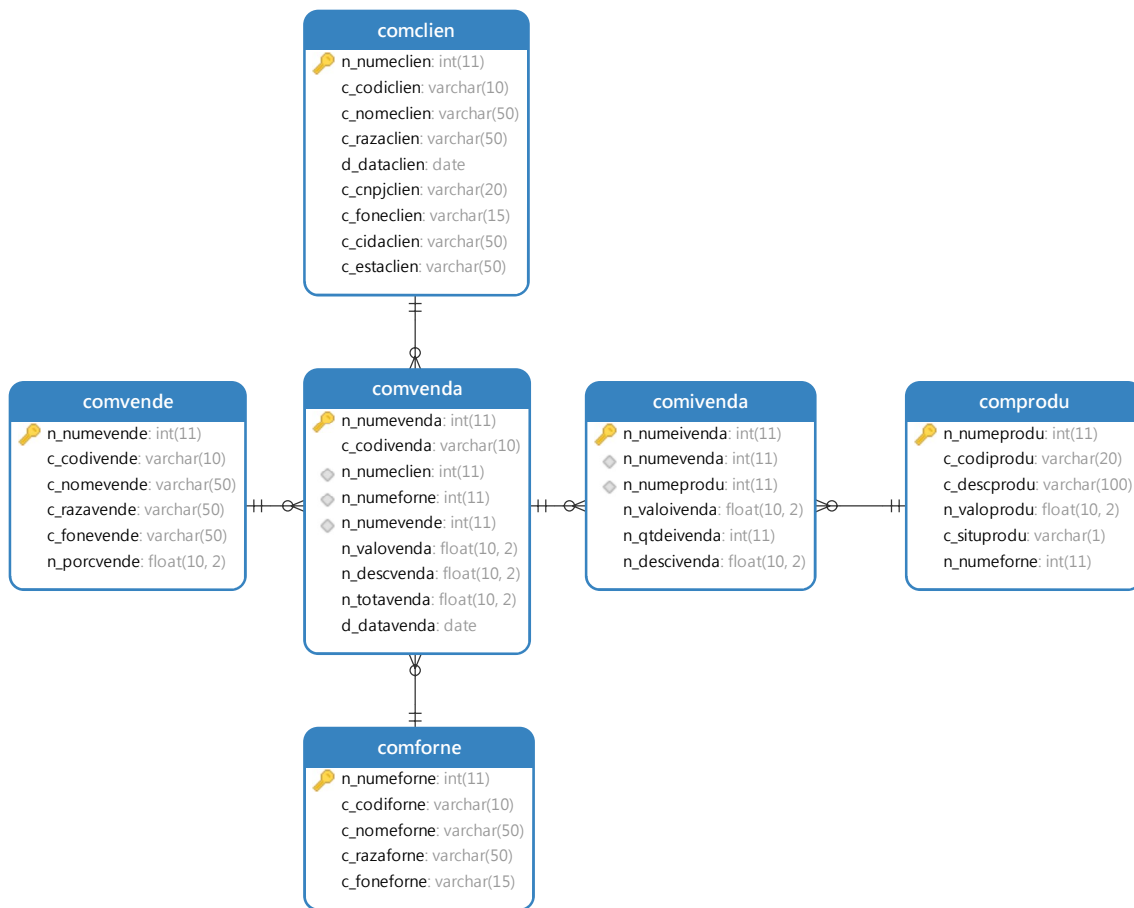 comclien
n_numeclien: int(11)
c_codiclien: varchar(10)
c_nomeclien: varchar(50)
c_razaclien: varchar(50)
d_dataclien: date
c_cnpjclien: varchar(20)
c_foneclien: varchar(15)
c_cidaclien: varchar(50)
c_estaclien: varchar(50)
comvende
n_numevende: int(11)
c_codivende: varchar(10)
c_nomevende: varchar(50)
c_razavende: varchar(50)
c_fonevende: varchar(50)
n_porcvende: float(10, 2)
comvenda
n_numevenda: int(11)
c_codivenda: varchar(10)
n_numeclien: int(11)
n_numeforne: int(11)
n_numevende: int(11)
n_valovenda: float(10, 2)
n_descvenda: float(10, 2)
n_totavenda: float(10, 2)
d_datavenda: date
comivenda
n_numeivenda: int(11)
n_numevenda: int(11)
n_numeprodu: int(11)
n_valoivenda: float(10, 2)
n_qtdeivenda: int(11)
n_descivenda: float(10, 2)
comprodu
n_numeprodu: int(11)
c_codiprodu: varchar(20)
c_descprodu: varchar(100)
n_valoprodu: float(10, 2)
c_situprodu: varchar(1)
n_numeforne: int(11)
comforne
n_numeforne: int(11)
c_codiforne: varchar(10)
c_nomeforne: varchar(50)
c_razaforne: varchar(50)
c_foneforne: varchar(15)